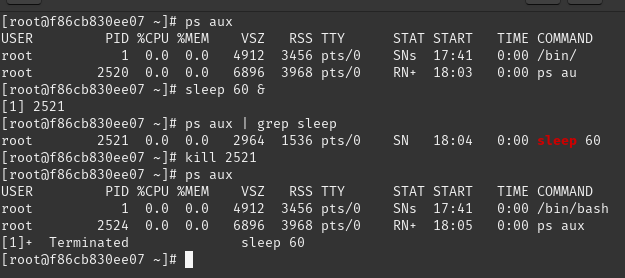 [root@f86cb830ee07 ~]# ps aux
USER         PID %CPU %MEM    VSZ   RSS TTY      STAT START   TIME COMMAND
root           1  0.0  0.0   4912  3456 pts/0    SNs  17:41   0:00 /bin/
root        2520  0.0  0.0   6896  3968 pts/0    RN+  18:03   0:00 ps au
[root@f86cb830ee07 ~]# sleep 60 &
[1] 2521
[root@f86cb830ee07 ~]# ps aux | grep sleep
root        2521  0.0  0.0   2964  1536 pts/0    SN   18:04   0:00 sleep 60
[root@f86cb830ee07 ~]# kill 2521
[root@f86cb830ee07 ~]# ps aux
USER         PID %CPU %MEM    VSZ   RSS TTY      STAT START   TIME COMMAND
root           1  0.0  0.0   4912  3456 pts/0    SNs  17:41   0:00 /bin/bash
root        2524  0.0  0.0   6896  3968 pts/0    RN+  18:05   0:00 ps aux
[1]+  Terminated              sleep 60
[root@f86cb830ee07 ~]#